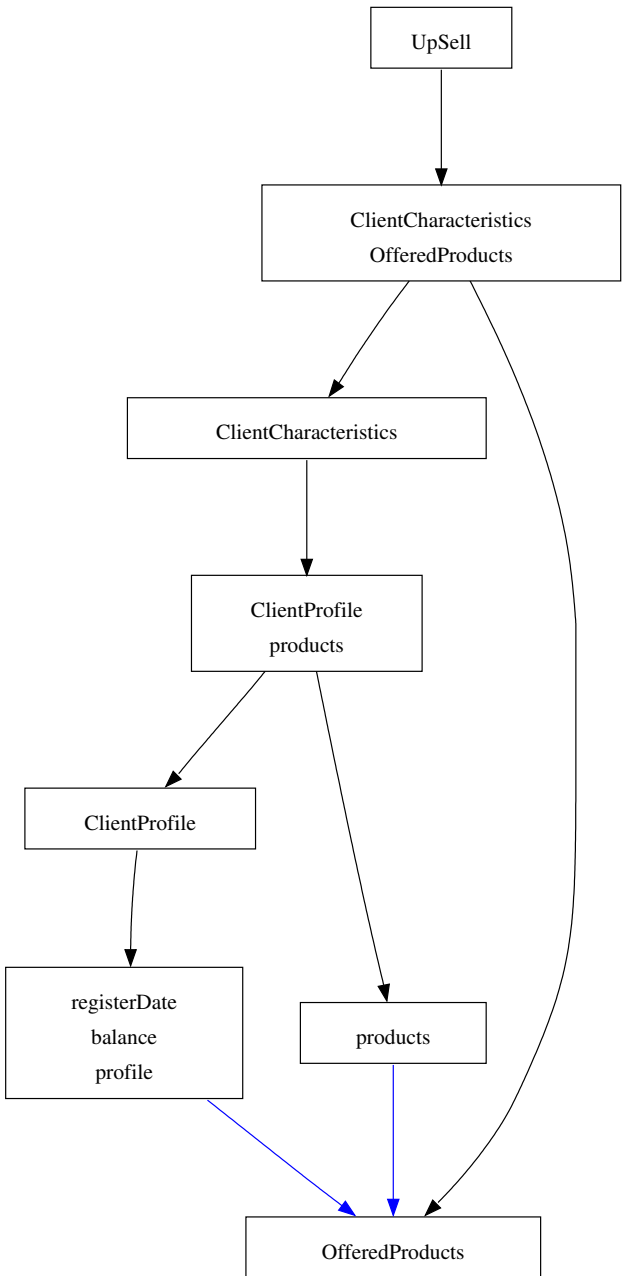 UpSell
ClientCharacteristics
OfferedProducts
ClientCharacteristics
ClientProfile
products
ClientProfile
registerDate
balance
profile
products
OfferedProducts